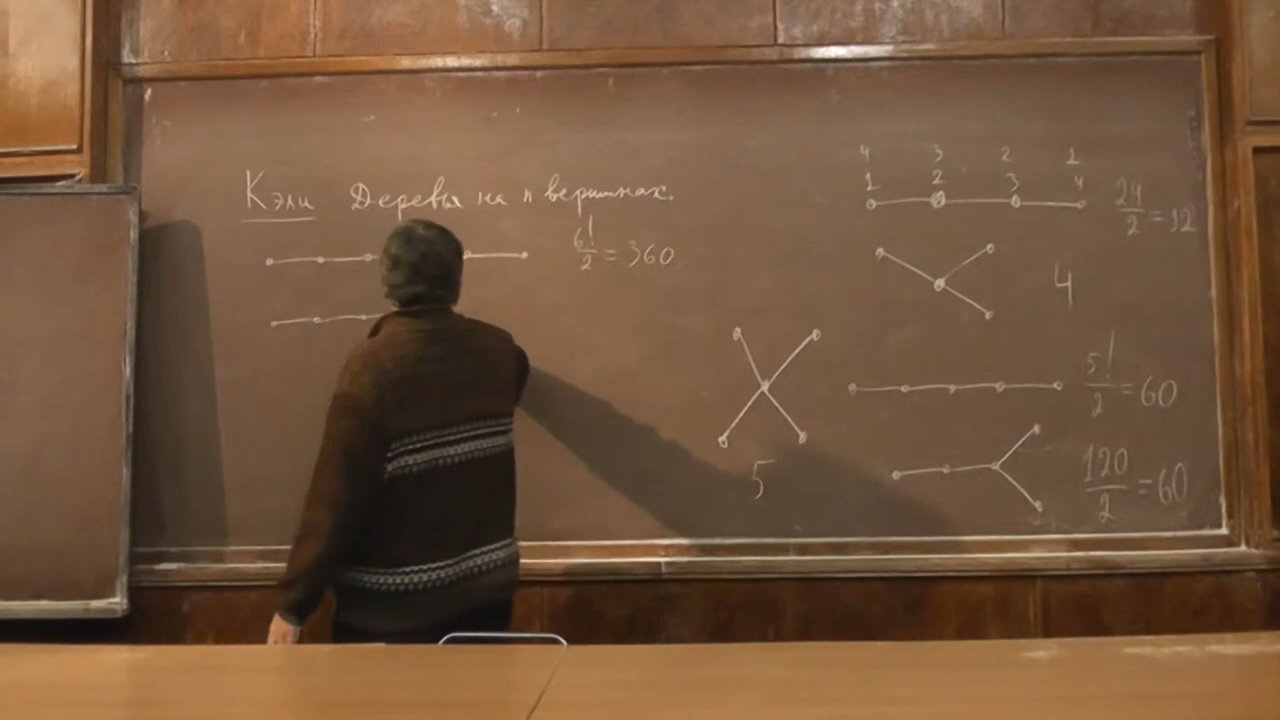 Кэли Деревья на n вершинах.
6!/2 = 360
4 3 2 1
1 2 3 4
24/2 = 12
4
5!/2 = 60
5
120/2 = 60